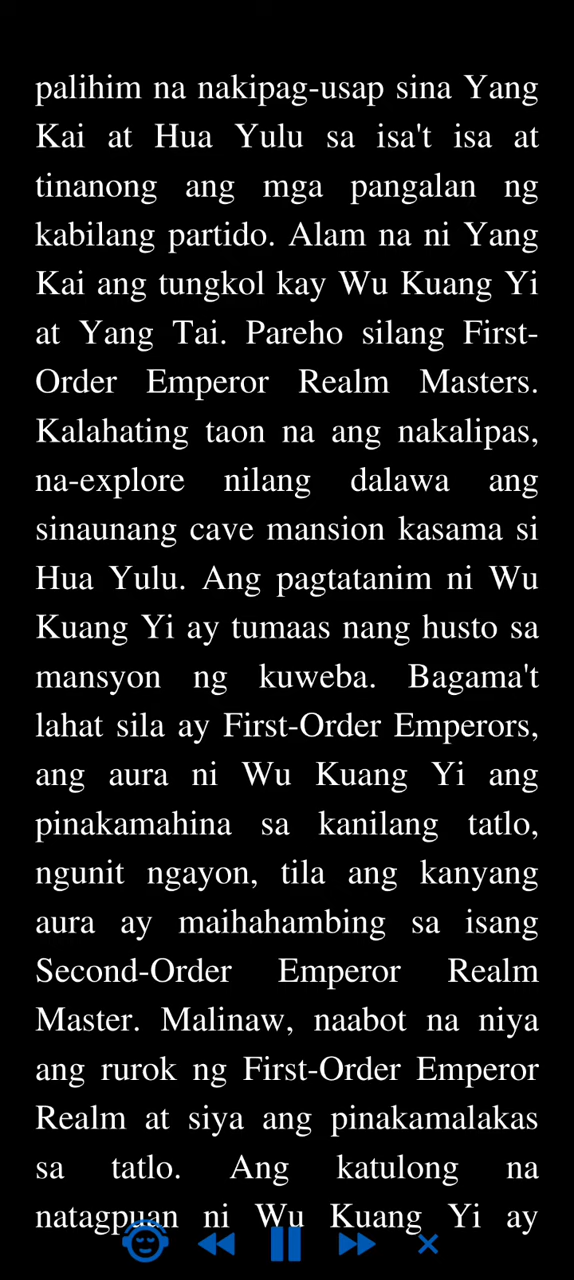 palihim na nakipag-usap sina Yang
Kai at Hua Yulu sa isa't isa at
tinanong ang mga pangalan ng
kabilang partido. Alam na ni Yang
Kai ang tungkol kay Wu Kuang Yi
at Yang Tai. Pareho silang First-
Order Emperor Realm Masters.
Kalahating taon na ang nakalipas,
na-explore nilang dalawa ang
sinaunang cave mansion kasama si
Hua Yulu. Ang pagtatanim ni Wu
Kuang Yi ay tumaas nang husto sa
mansyon ng kuweba. Bagama't
lahat sila ay First-Order Emperors,
ang aura ni Wu Kuang Yi ang
pinakamahina sa kanilang tatlo,
ngunit ngayon, tila ang kanyang
aura ay maihahambing sa isang
Second-Order Emperor Realm
Master. Malinaw, naabot na niya
ang rurok ng First-Order Emperor
Realm at siya ang pinakamalakas
sa tatlo. Ang katulong na
natagpuan ni Wu Kuang Yi ay